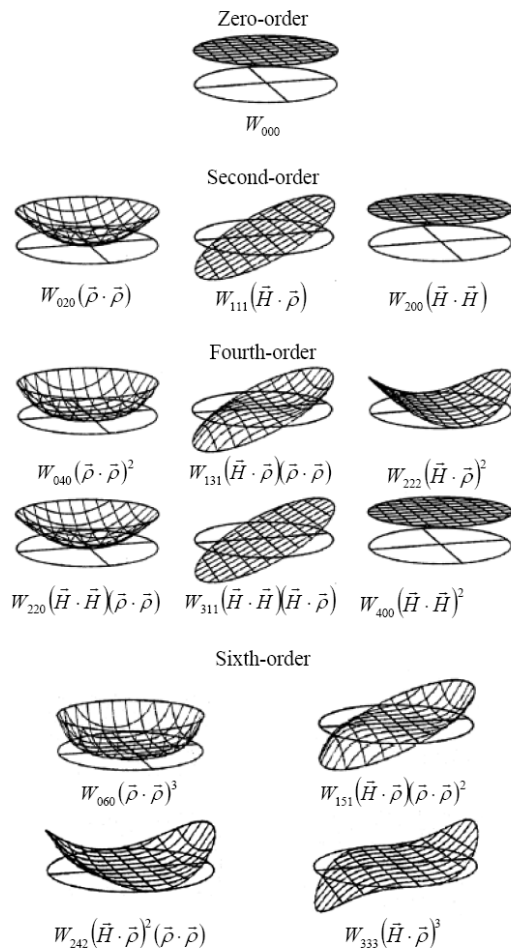 Zero-order
W₀₀₀
Second-order
W₀₂₀(ρ⃗ · ρ⃗) W₁₁₁(H⃗ · ρ⃗) W₂₀₀(H⃗ · H⃗)
Fourth-order
W₀₄₀(ρ⃗ · ρ⃗)² W₁₃₁(H⃗ · ρ⃗)(ρ⃗ · ρ⃗) W₂₂₂(H⃗ · ρ⃗)²
W₂₂₀(H⃗ · H⃗)(ρ⃗ · ρ⃗) W₃₁₁(H⃗ · H⃗)(H⃗ · ρ⃗) W₄₀₀(H⃗ · H⃗)²
Sixth-order
W₀₆₀(ρ⃗ · ρ⃗)³ W₁₅₁(H⃗ · ρ⃗)(ρ⃗ · ρ⃗)²
W₂₄₂(H⃗ · ρ⃗)²(ρ⃗ · ρ⃗) W₃₃₃(H⃗ · ρ⃗)³